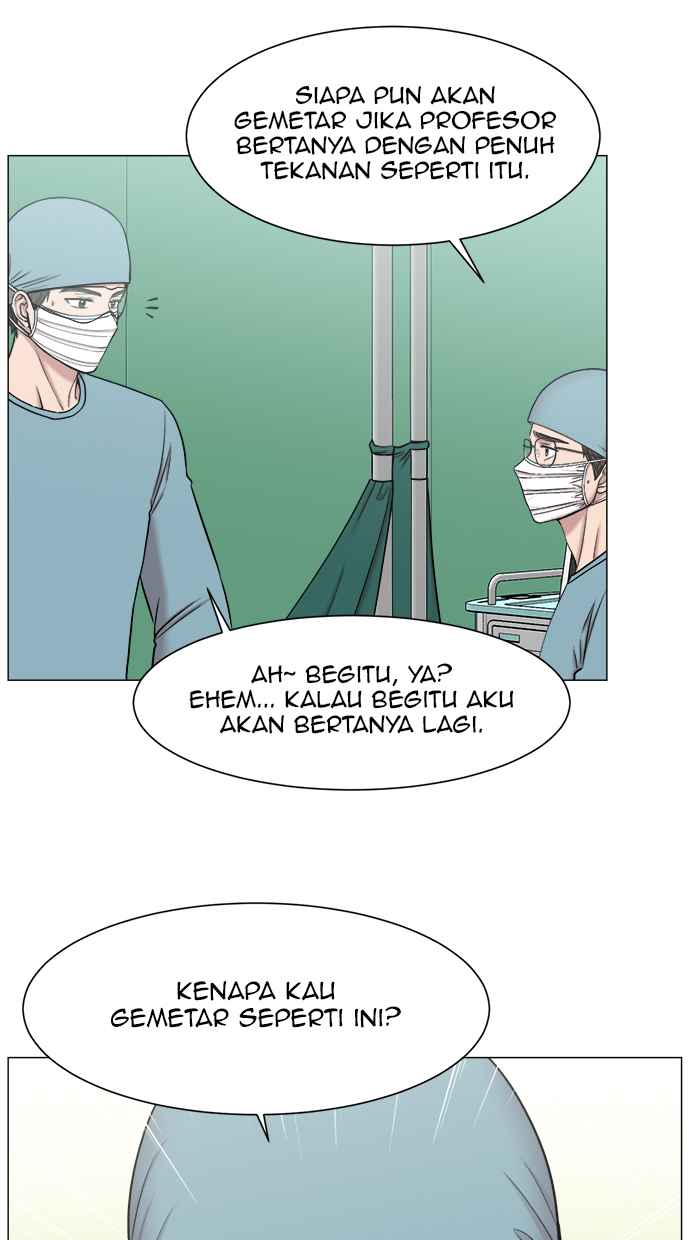 SIAPA PUN AKAN
GEMETAR JIKA PROFESOR
BERTANYA DENGAN PENUH
TEKANAN SEPERTI ITU.
AH~ BEGITU, YA?
EHEM... KALAU BEGITU AKU
AKAN BERTANYA LAGI.
KENAPA KAU
GEMETAR SEPERTI INI?